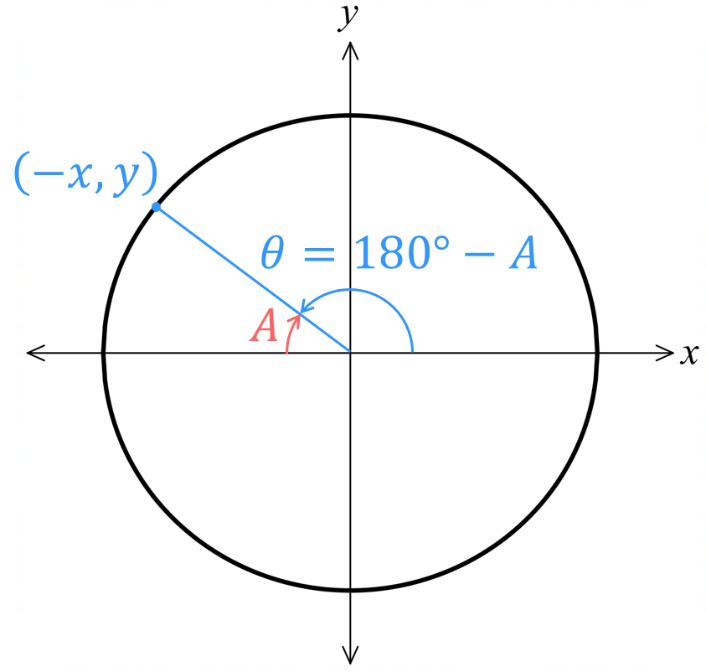 y
(−x, y)
θ = 180° − A
A
x